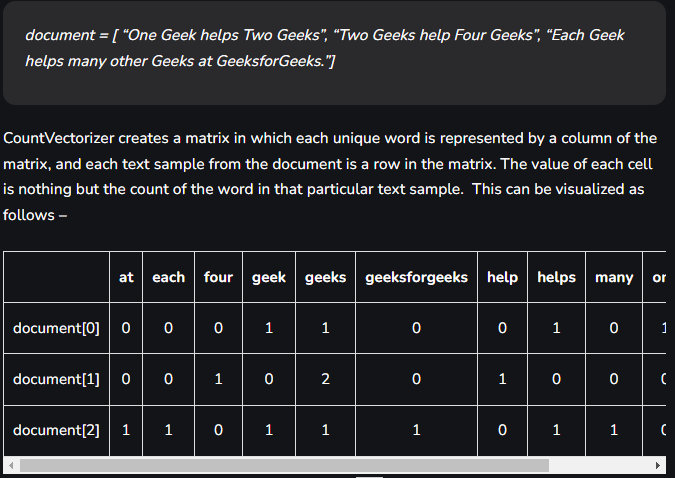 document = [ “One Geek helps Two Geeks”, “Two Geeks help Four Geeks”, “Each Geek
helps many other Geeks at GeeksforGeeks.”]
CountVectorizer creates a matrix in which each unique word is represented by a column of the
matrix, and each text sample from the document is a row in the matrix. The value of each cell
is nothing but the count of the word in that particular text sample.  This can be visualized as
follows –
at each four geek geeks geeksforgeeks help helps many
document[0] 0 0 0 1 1 0 0 1 0 1
document[1] 0 0 1 0 2 0 1 0 0 0
document[2] 1 1 0 1 1 1 0 1 1 0